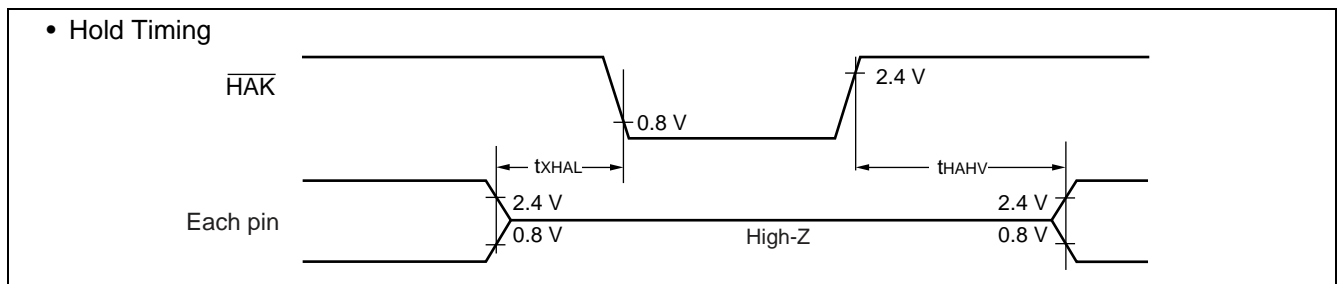 • Hold Timing
HAK
2.4 V
0.8 V
tXHAL
tHAHV
Each pin
2.4 V
2.4 V
0.8 V
High-Z
0.8 V